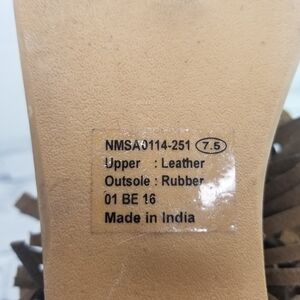 NMSA0114-251 7.5
Upper : Leather
Outsole : Rubber
01 BE 16
Made in India